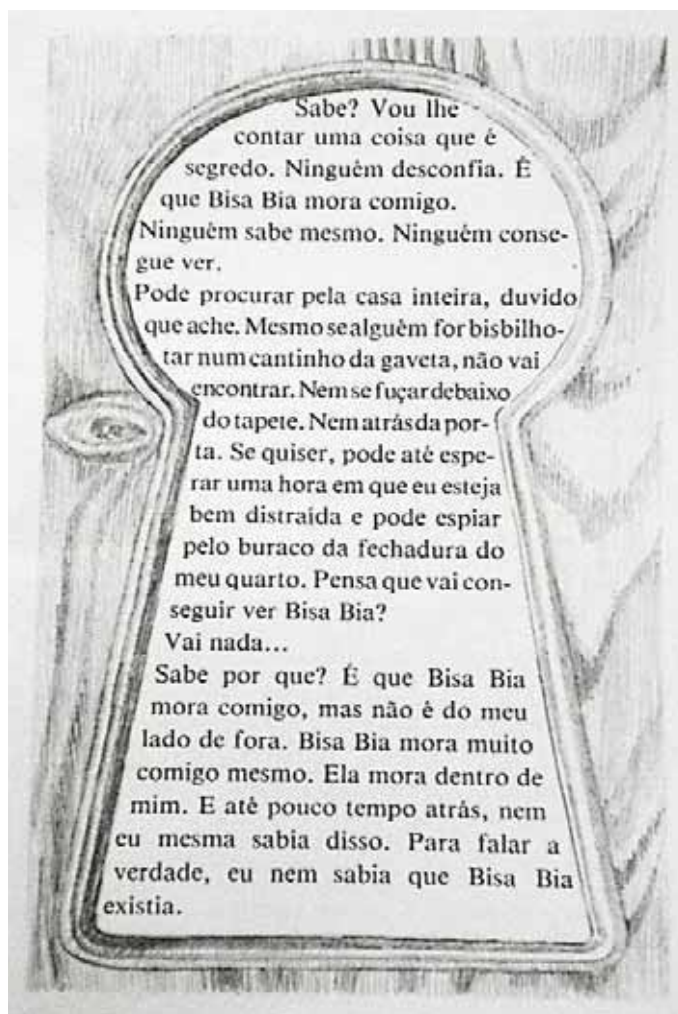 Sabe? Vou lhe
contar uma coisa que é
segredo. Ninguém desconfia. É
que Bisa Bia mora comigo.
Ninguém sabe mesmo. Ninguém conse-
gue ver.
Pode procurar pela casa inteira, duvido
que ache. Mesmo se alguém for bisbilho-
tar num cantinho da gaveta, não vai
encontrar. Nem se fuçar debaixo
do tapete. Nem atrás da por-
ta. Se quiser, pode até espe-
rar uma hora em que eu esteja
bem distraída e pode espiar
pelo buraco da fechadura do
meu quarto. Pensa que vai con-
seguir ver Bisa Bia?
Vai nada...
Sabe por que? É que Bisa Bia
mora comigo, mas não é do meu
lado de fora. Bisa Bia mora muito
comigo mesmo. Ela mora dentro de
mim. E até pouco tempo atrás, nem
eu mesma sabia disso. Para falar a
verdade, eu nem sabia que Bisa Bia
existia.